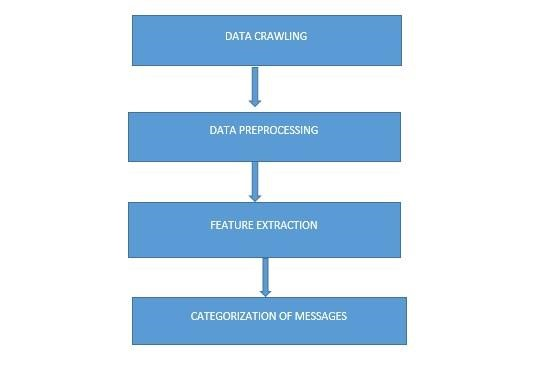 DATA CRAWLING
DATA PREPROCESSING
FEATURE EXTRACTION
CATEGORIZATION OF MESSAGES